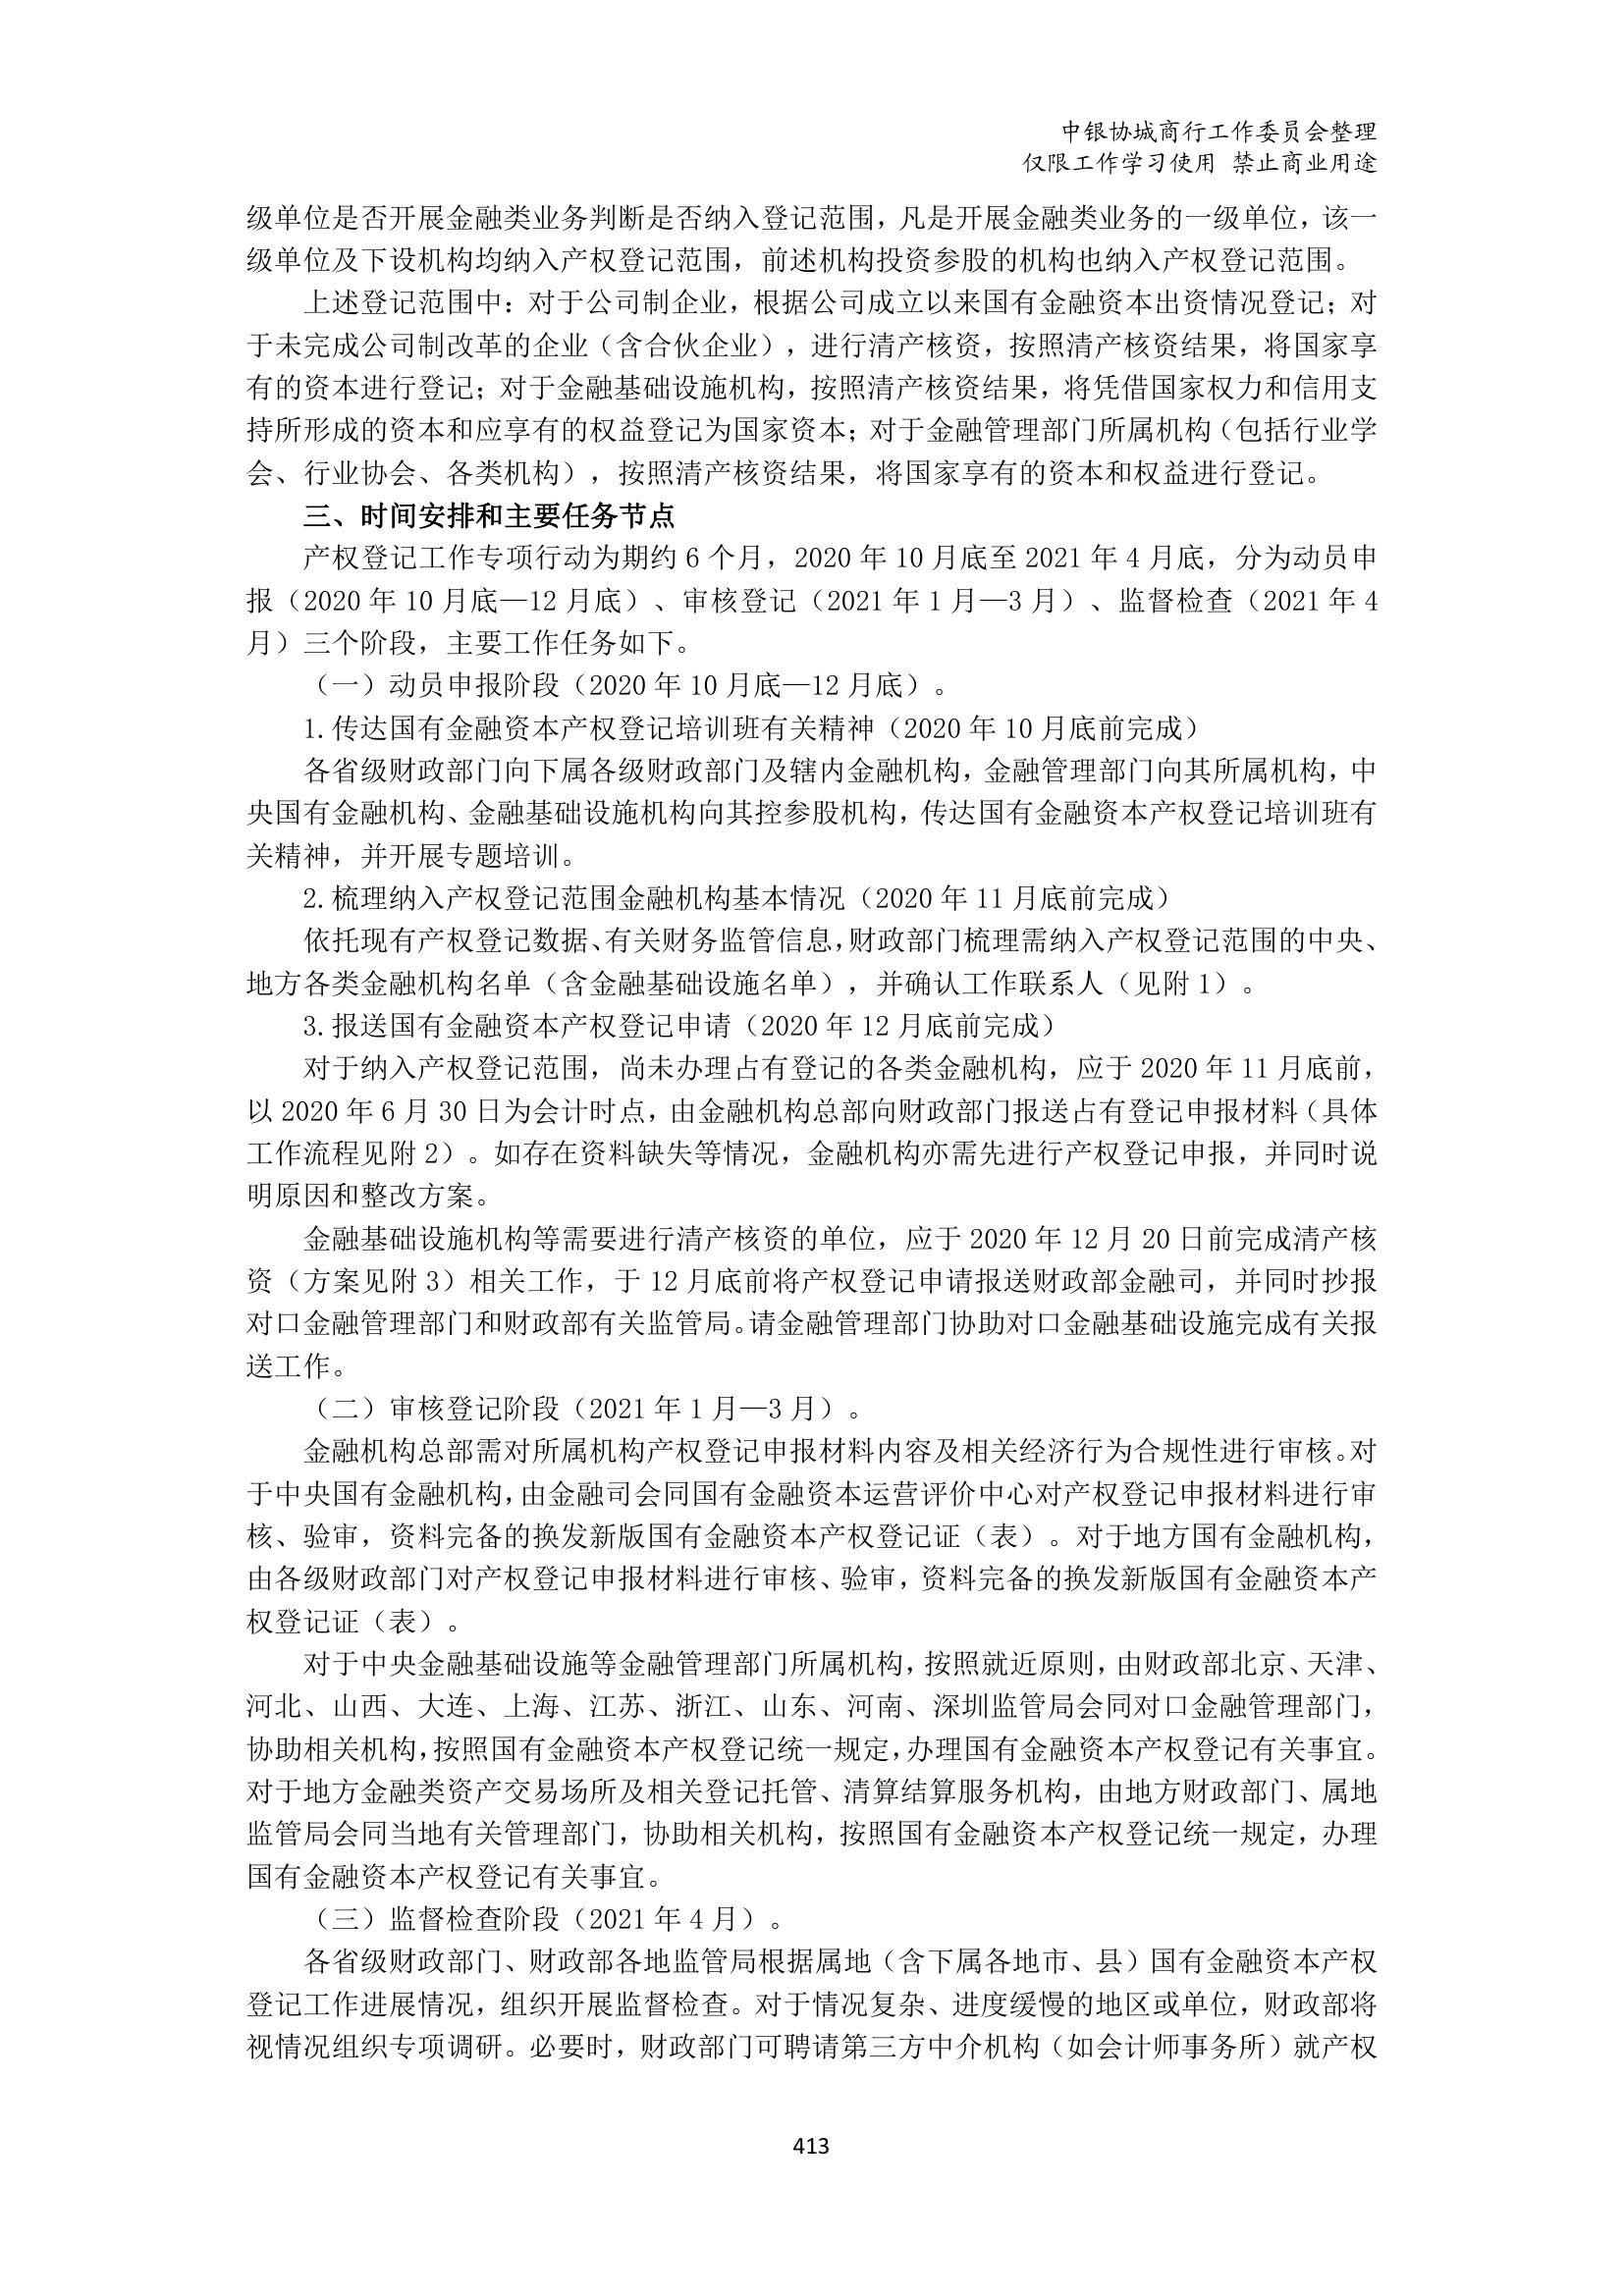 中银协城商行工作委员会整理
仅限工作学习使用 禁止商业用途
级单位是否开展金融类业务判断是否纳入登记范围，凡是开展金融类业务的一级单位，该一
级单位及下设机构均纳入产权登记范围，前述机构投资参股的机构也纳入产权登记范围。
上述登记范围中：对于公司制企业，根据公司成立以来国有金融资本出资情况登记；对
于未完成公司制改革的企业（含合伙企业），进行清产核资，按照清产核资结果，将国家享
有的资本进行登记；对于金融基础设施机构，按照清产核资结果，将凭借国家权力和信用支
持所形成的资本和应享有的权益登记为国家资本；对于金融管理部门所属机构（包括行业学
会、行业协会、各类机构），按照清产核资结果，将国家享有的资本和权益进行登记。
三、时间安排和主要任务节点
产权登记工作专项行动为期约 6 个月，2020 年 10 月底至 2021 年 4 月底，分为动员申
报（2020 年 10 月底—12 月底）、审核登记（2021 年 1 月—3 月）、监督检查（2021 年 4
月）三个阶段，主要工作任务如下。
（一）动员申报阶段（2020 年 10 月底—12 月底）。
1.传达国有金融资本产权登记培训班有关精神（2020 年 10 月底前完成）
各省级财政部门向下属各级财政部门及辖内金融机构，金融管理部门向其所属机构，中
央国有金融机构、金融基础设施机构向其控参股机构，传达国有金融资本产权登记培训班有
关精神，并开展专题培训。
2.梳理纳入产权登记范围金融机构基本情况（2020 年 11 月底前完成）
依托现有产权登记数据、有关财务监管信息，财政部门梳理需纳入产权登记范围的中央、
地方各类金融机构名单（含金融基础设施名单），并确认工作联系人（见附 1）。
3.报送国有金融资本产权登记申请（2020 年 12 月底前完成）
对于纳入产权登记范围，尚未办理占有登记的各类金融机构，应于 2020 年 11 月底前，
以 2020 年 6 月 30 日为会计时点，由金融机构总部向财政部门报送占有登记申报材料（具体
工作流程见附 2）。如存在资料缺失等情况，金融机构亦需先进行产权登记申报，并同时说
明原因和整改方案。
金融基础设施机构等需要进行清产核资的单位，应于 2020 年 12 月 20 日前完成清产核
资（方案见附 3）相关工作，于 12 月底前将产权登记申请报送财政部金融司，并同时抄报
对口金融管理部门和财政部有关监管局。请金融管理部门协助对口金融基础设施完成有关报
送工作。
（二）审核登记阶段（2021 年 1 月—3 月）。
金融机构总部需对所属机构产权登记申报材料内容及相关经济行为合规性进行审核。对
于中央国有金融机构，由金融司会同国有金融资本运营评价中心对产权登记申报材料进行审
核、验审，资料完备的换发新版国有金融资本产权登记证（表）。对于地方国有金融机构，
由各级财政部门对产权登记申报材料进行审核、验审，资料完备的换发新版国有金融资本产
权登记证（表）。
对于中央金融基础设施等金融管理部门所属机构，按照就近原则，由财政部北京、天津、
河北、山西、大连、上海、江苏、浙江、山东、河南、深圳监管局会同对口金融管理部门，
协助相关机构，按照国有金融资本产权登记统一规定，办理国有金融资本产权登记有关事宜。
对于地方金融类资产交易场所及相关登记托管、清算结算服务机构，由地方财政部门、属地
监管局会同当地有关管理部门，协助相关机构，按照国有金融资本产权登记统一规定，办理
国有金融资本产权登记有关事宜。
（三）监督检查阶段（2021 年 4 月）。
各省级财政部门、财政部各地监管局根据属地（含下属各地市、县）国有金融资本产权
登记工作进展情况，组织开展监督检查。对于情况复杂、进度缓慢的地区或单位，财政部将
视情况组织专项调研。必要时，财政部门可聘请第三方中介机构（如会计师事务所）就产权
413